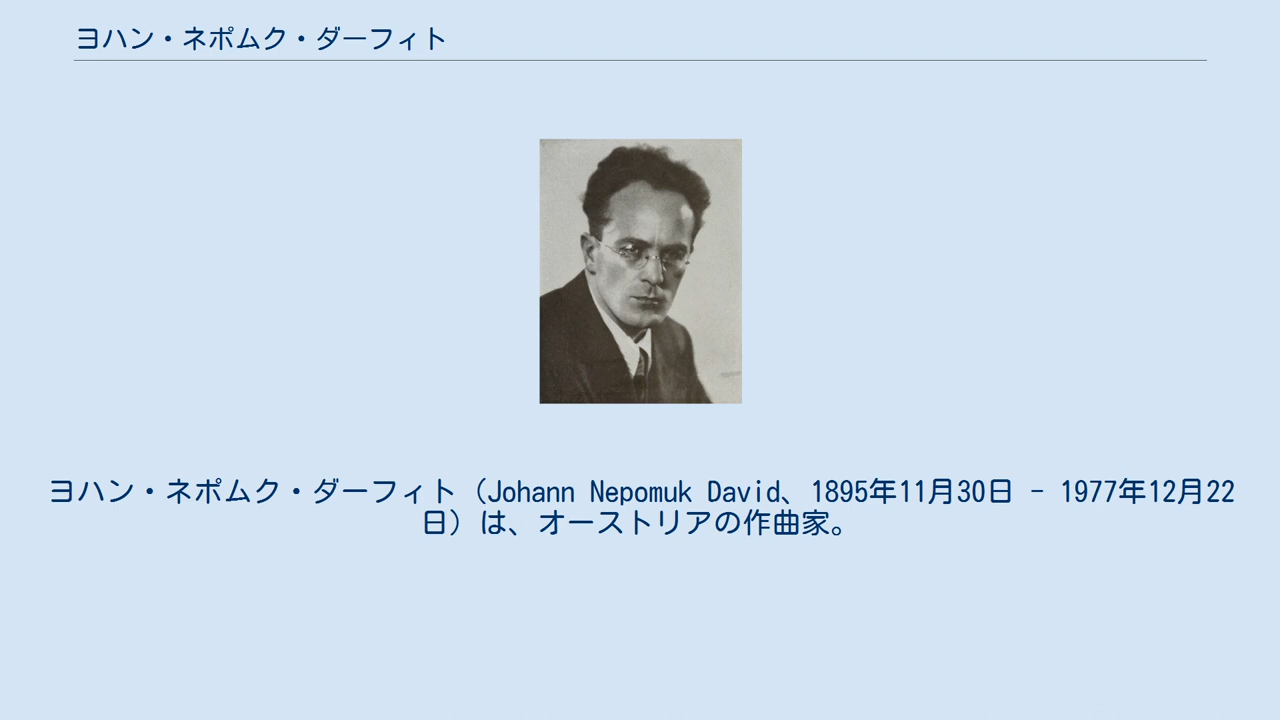 ヨハン・ネポムク・ダーフィト
ヨハン・ネポムク・ダーフィト（Johann Nepomuk David、1895年11月30日 - 1977年12月22
日）は、オーストリアの作曲家。